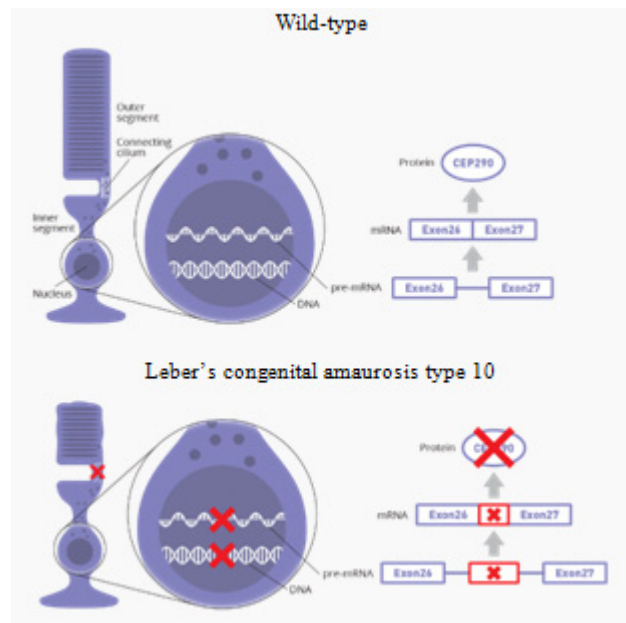 Wild-type
Outer
segment
Connecting
cilium
Inner
segment
Nucleus
pre-mRNA
DNA
Protein CEP290
mRNA Exon26 Exon27
Exon26 Exon27
Leber's congenital amaurosis type 10
pre-mRNA
DNA
Protein
mRNA Exon26 Exon27
Exon26 Exon27